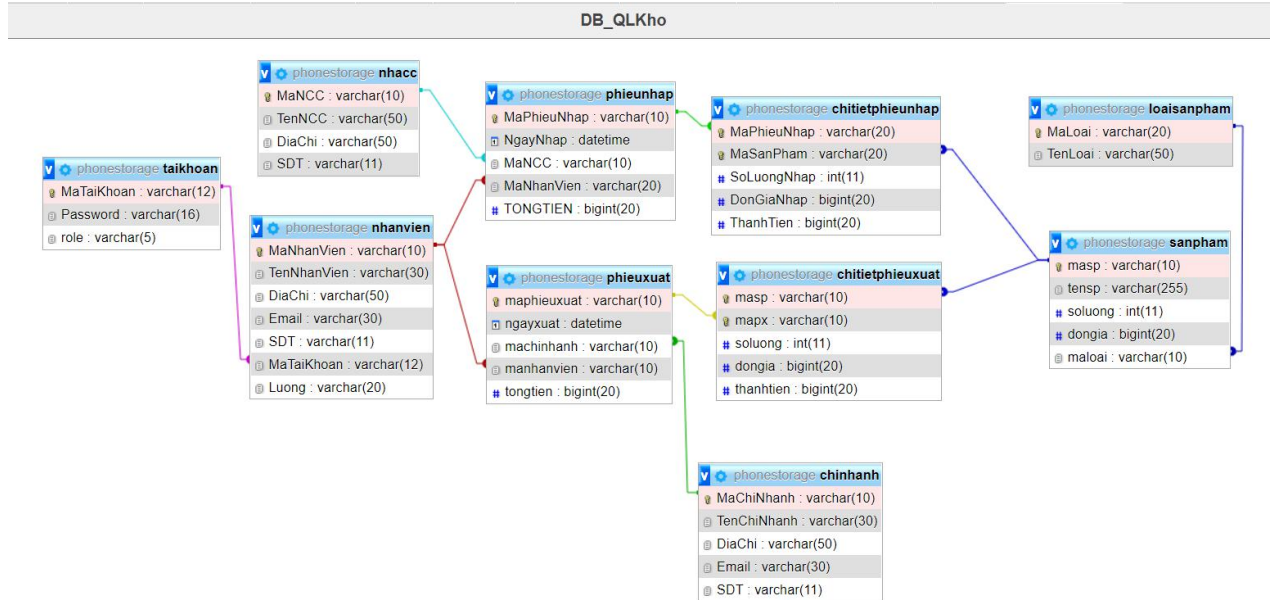 DB_QLKho
phonestorage nhacc
MaNCC : varchar(10)
TenNCC : varchar(50)
DiaChi : varchar(50)
SDT : varchar(11)
phonestorage phieunhap
MaPhieuNhap : varchar(10)
NgayNhap : datetime
MaNCC : varchar(10)
MaNhanVien : varchar(20)
TONGTIEN : bigint(20)
phonestorage chitietphieunhap
MaPhieuNhap : varchar(20)
MaSanPham : varchar(20)
SoLuongNhap : int(11)
DonGiaNhap : bigint(20)
ThanhTien : bigint(20)
phonestorage loaisanpham
MaLoai : varchar(20)
TenLoai : varchar(50)
phonestorage taikhoan
MaTaiKhoan : varchar(12)
Password : varchar(16)
role : varchar(5)
phonestorage nhanvien
MaNhanVien : varchar(10)
TenNhanVien : varchar(30)
DiaChi : varchar(50)
Email : varchar(30)
SDT : varchar(11)
MaTaiKhoan : varchar(12)
Luong : varchar(20)
phonestorage phieuxuat
maphieuxuat : varchar(10)
ngayxuat : datetime
machinhanh : varchar(10)
manhanvien : varchar(10)
tongtien : bigint(20)
phonestorage chitietphieuxuat
masp : varchar(10)
mapx : varchar(10)
soluong : int(11)
dongia : bigint(20)
thanhtien : bigint(20)
phonestorage sanpham
masp : varchar(10)
tensp : varchar(255)
soluong : int(11)
dongia : bigint(20)
maloai : varchar(10)
phonestorage chinhanh
MaChiNhanh : varchar(10)
TenChiNhanh : varchar(30)
DiaChi : varchar(50)
Email : varchar(30)
SDT : varchar(11)